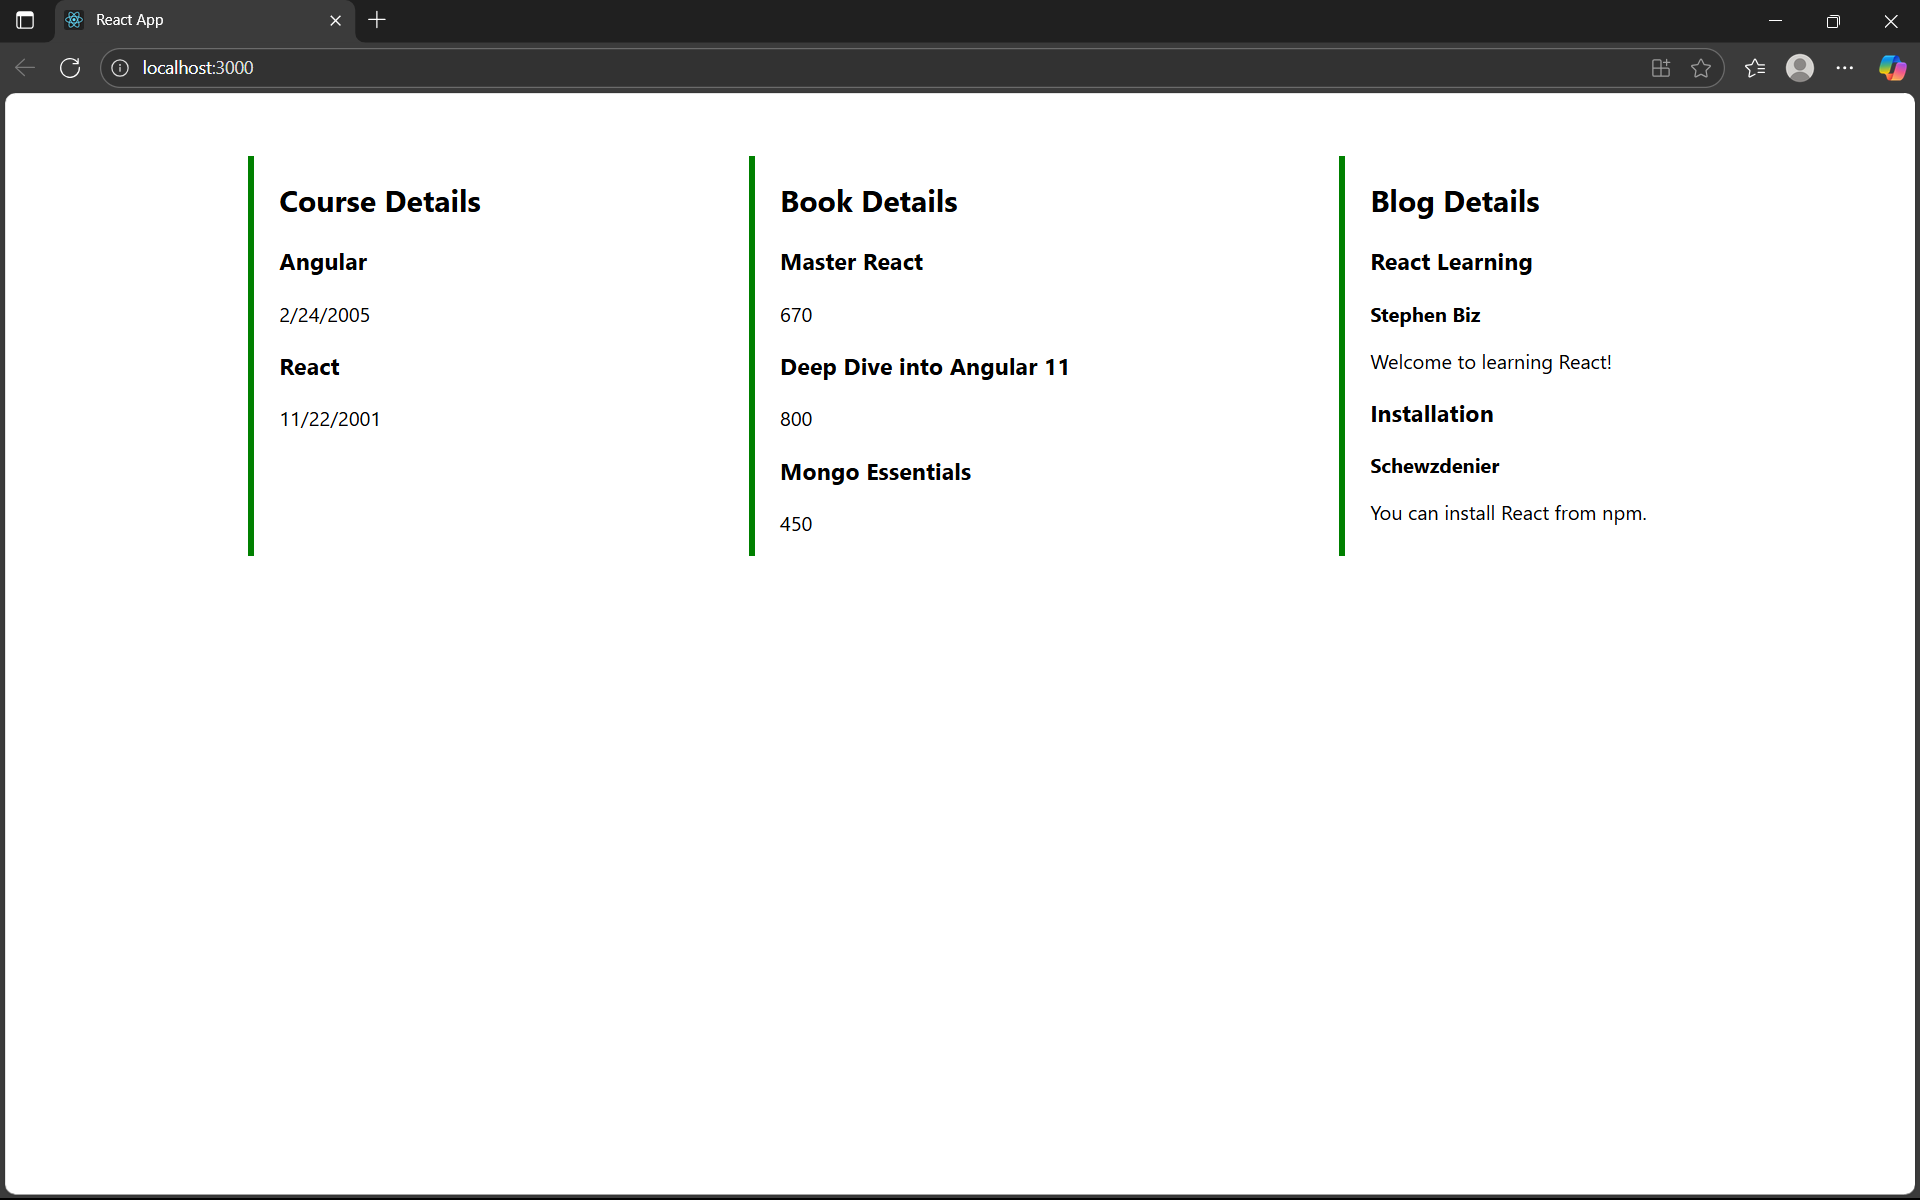 React App
localhost:3000
Course Details
Angular
2/24/2005
React
11/22/2001
Book Details
Master React
670
Deep Dive into Angular 11
800
Mongo Essentials
450
Blog Details
React Learning
Stephen Biz
Welcome to learning React!
Installation
Schewzdenier
You can install React from npm.